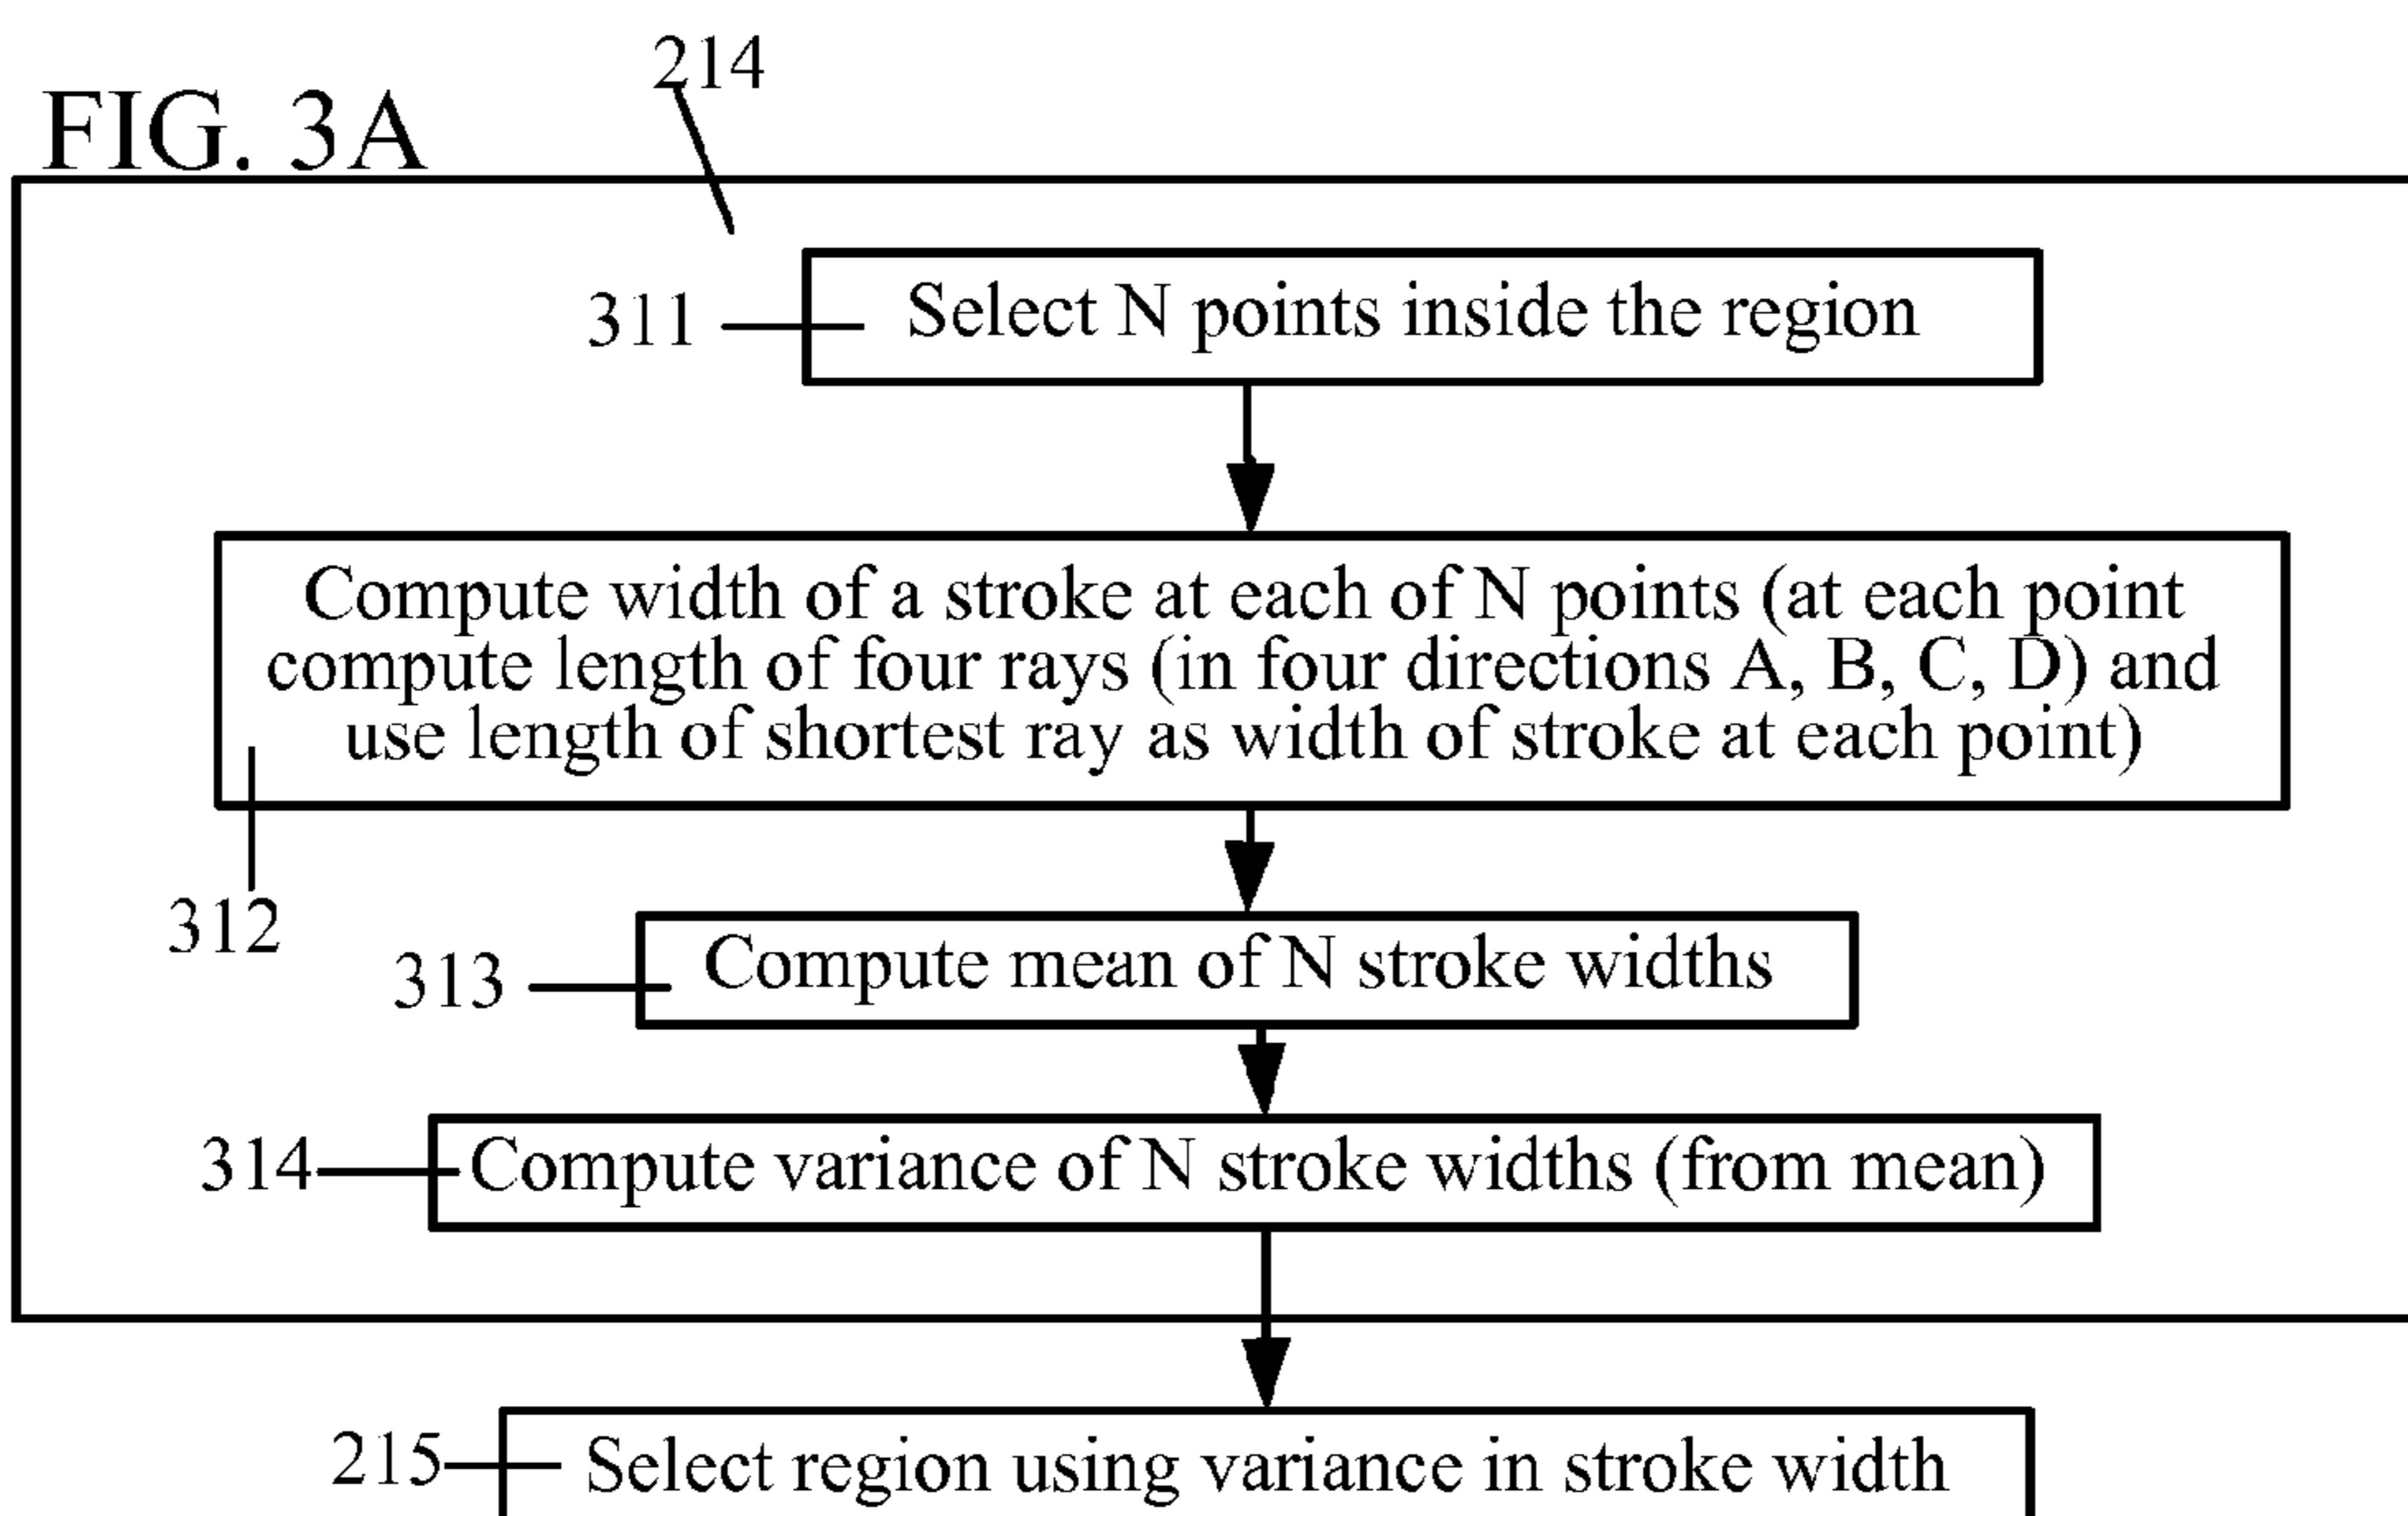 214
FIG. 3A
311
Select N points inside the region
Compute width of a stroke at each of N points (at each point
compute length of four rays (in four directions A, B, C, D) and
use length of shortest ray as width of stroke at each point)
312
313
Compute mean of N stroke widths
314
Compute variance of N stroke widths (from mean)
215
Select region using variance in stroke width